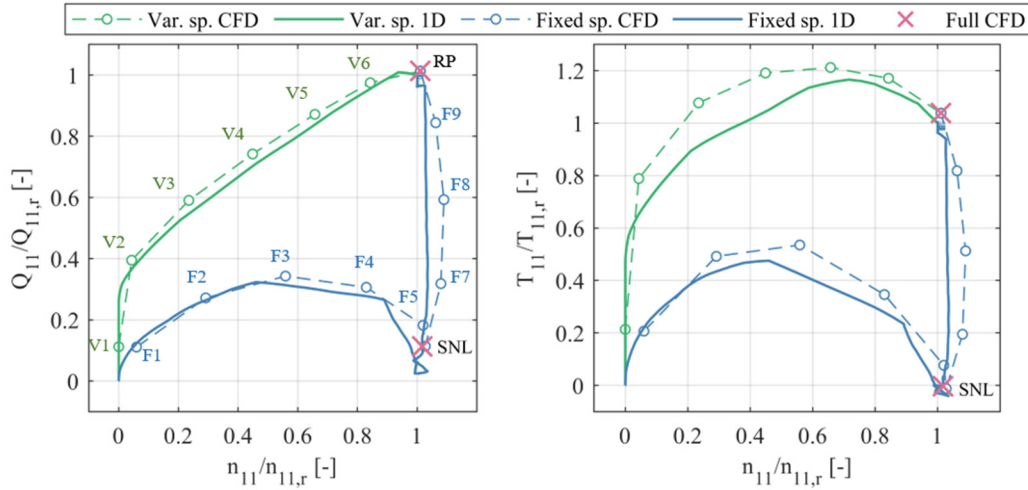 Var. sp. CFD Var. sp. 1D Fixed sp. CFD Fixed sp. 1D Full CFD
Q11/Q11,r [-]
1
0.8
0.6
0.4
0.2
0
V1
V2
V3
V4
V5
V6
RP
F9
F8
F7
SNL
F1
F2
F3
F4
F5
0 0.2 0.4 0.6 0.8 1
n11/n11,r [-]
T11/T11,r [-]
1.2
1
0.8
0.6
0.4
0.2
0
SNL
0 0.2 0.4 0.6 0.8 1
n11/n11,r [-]